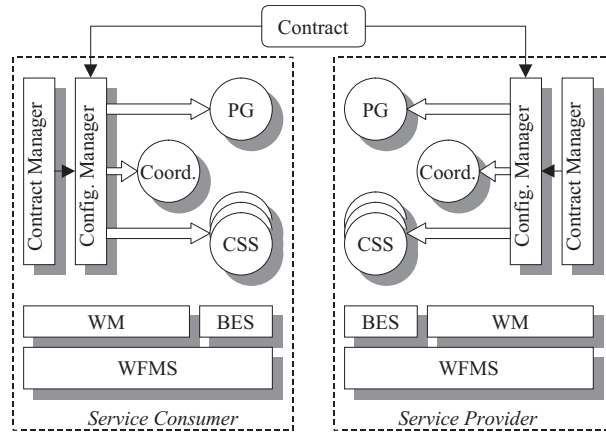 Contract
Contract Manager
Config. Manager
PG
Coord.
CSS
WM
BES
WFMS
Service Consumer
PG
Coord.
CSS
Config. Manager
Contract Manager
BES
WM
WFMS
Service Provider